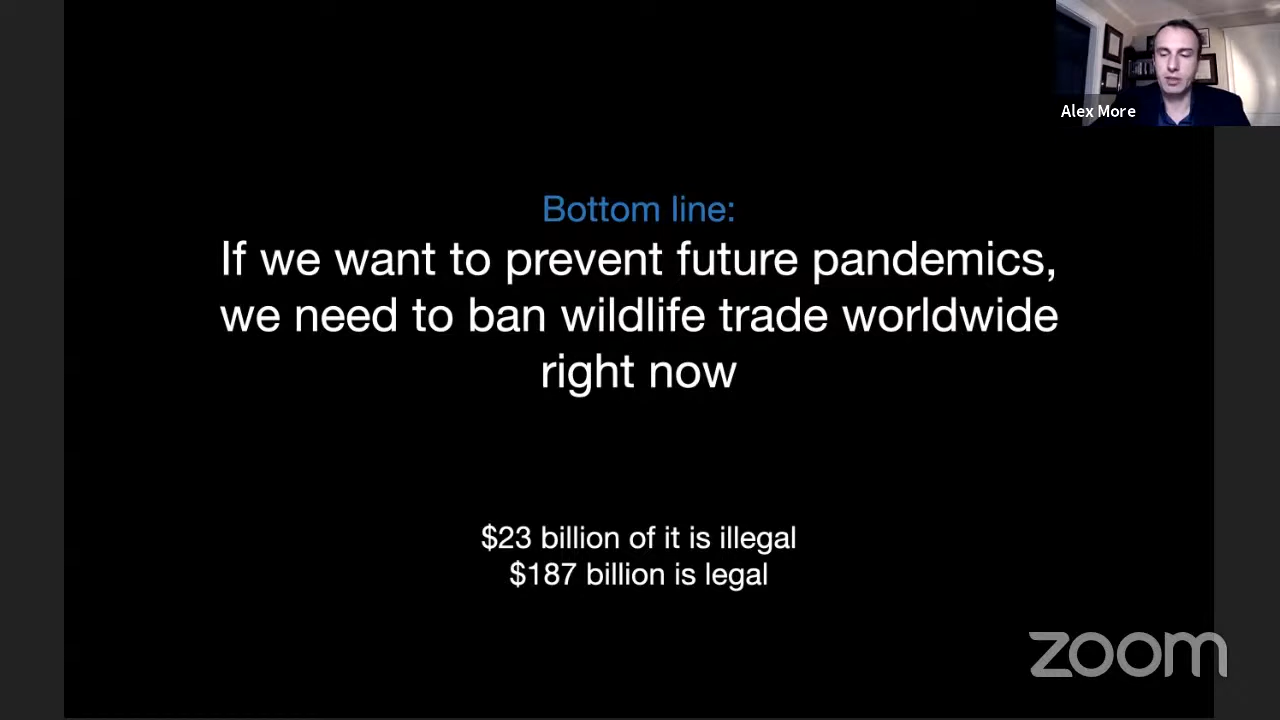 Alex More
Bottom line:
If we want to prevent future pandemics,
we need to ban wildlife trade worldwide
right now
$23 billion of it is illegal
$187 billion is legal
zoom